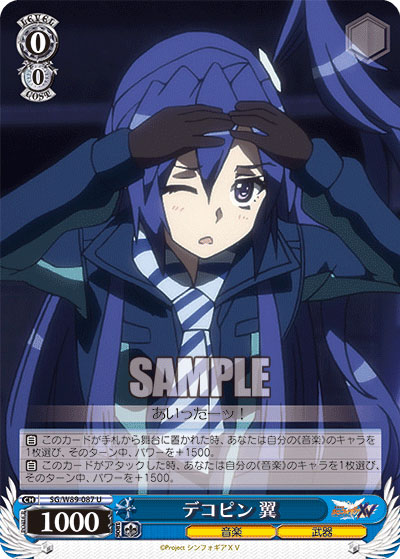 LEVEL
0
0
COST
SAMPLE
あいったーッ！
自 このカードが手札から舞台に置かれた時、あなたは自分の《音楽》のキャラを
1枚選び、そのターン中、パワーを＋1500。
自 このカードがアタックした時、あなたは自分の《音楽》のキャラを1枚選
び、そのターン中、パワーを＋1500。
CH SG/W89-087 U
1000
デコピン 翼
音楽 武器
XV
©Project シンフォギアＸＶ